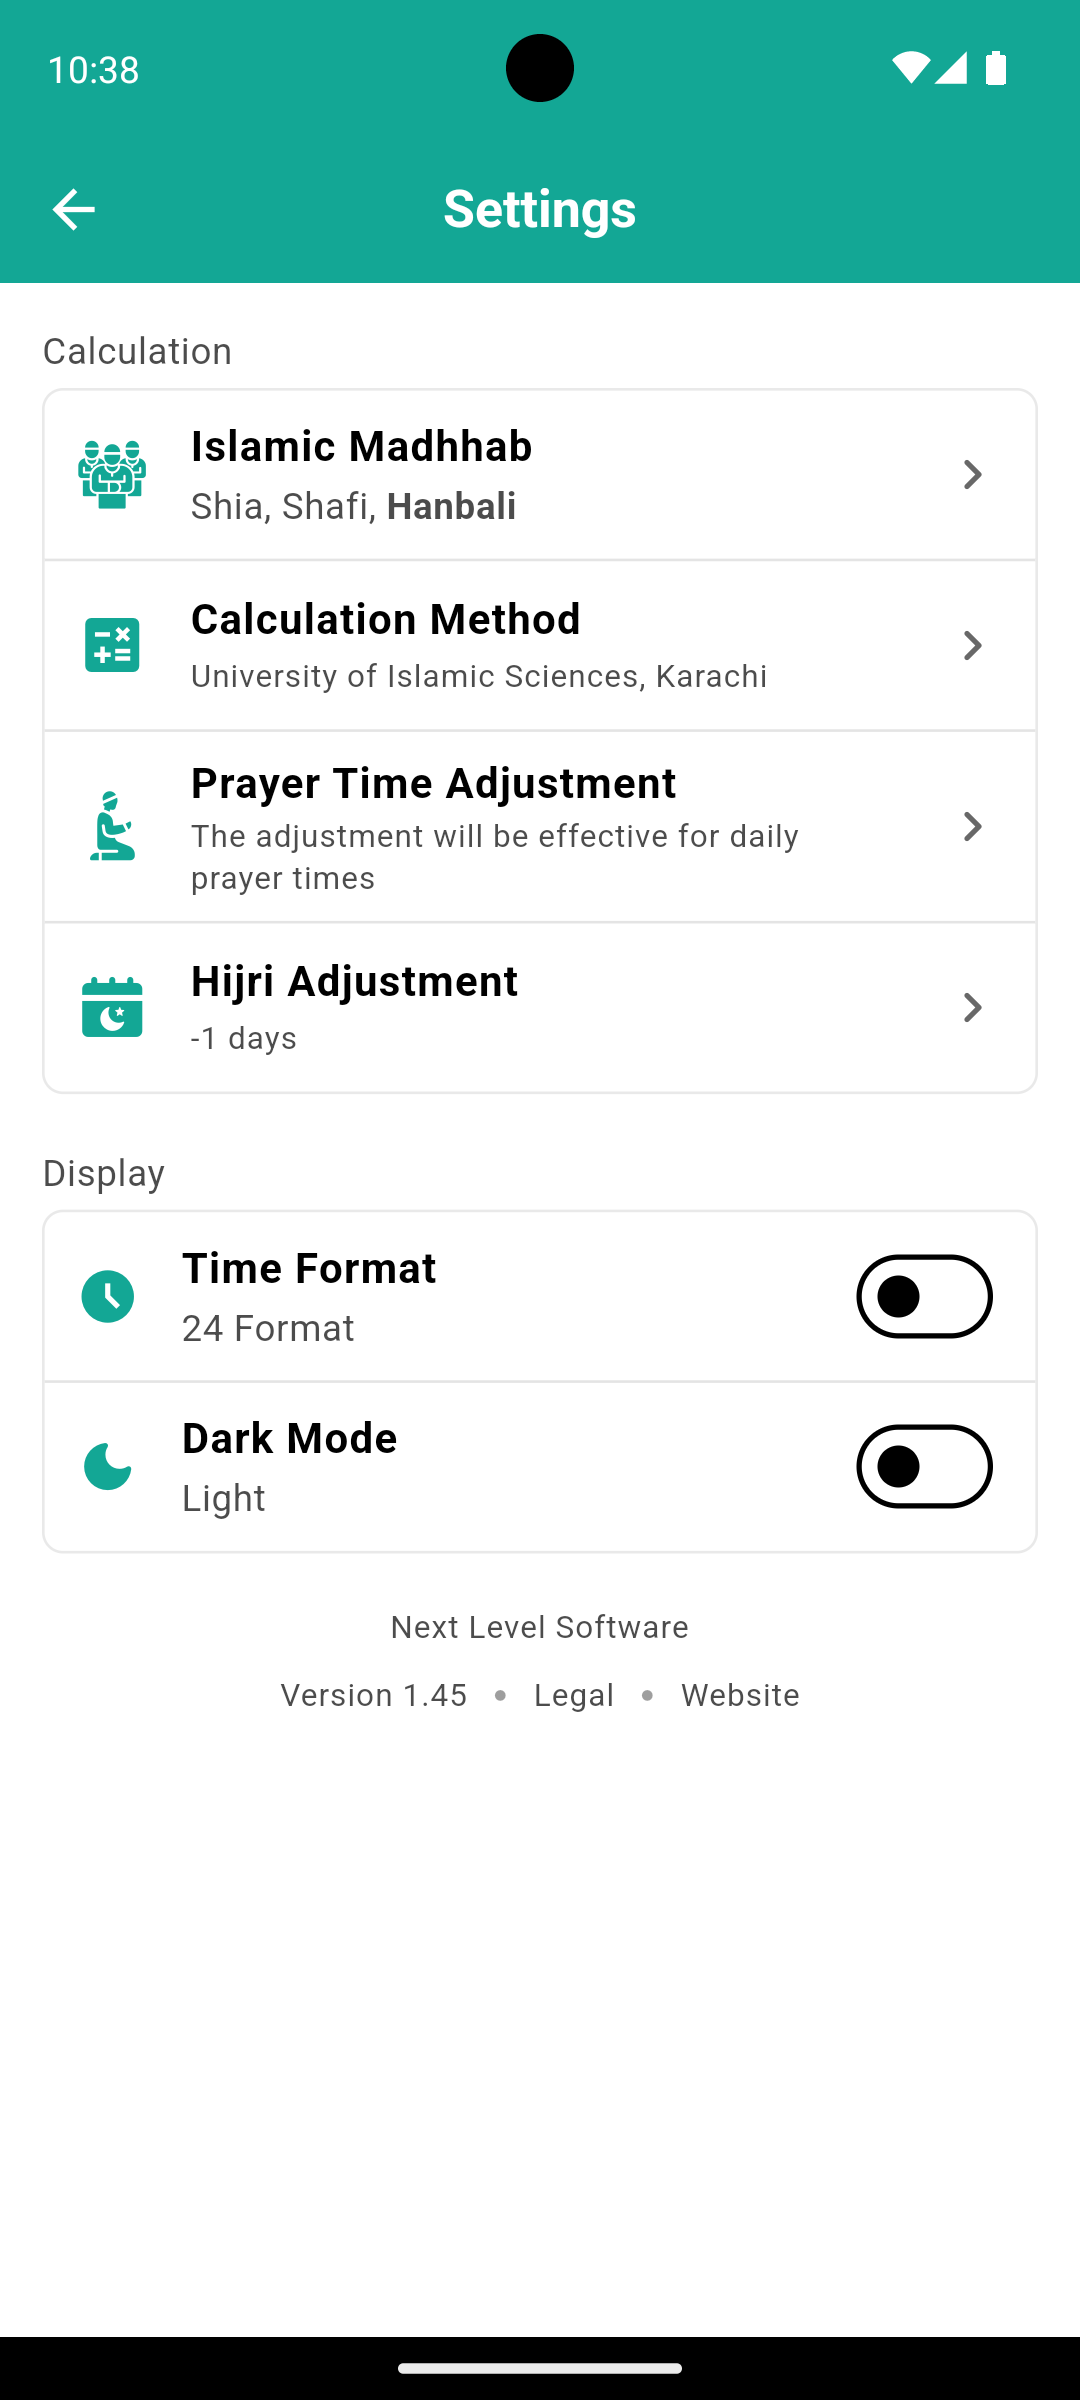 10:38
Settings
Calculation
Islamic Madhhab
Shia, Shafi, Hanbali
Calculation Method
University of Islamic Sciences, Karachi
Prayer Time Adjustment
The adjustment will be effective for daily
prayer times
Hijri Adjustment
-1 days
Display
Time Format
24 Format
Dark Mode
Light
Next Level Software
Version 1.45 • Legal • Website